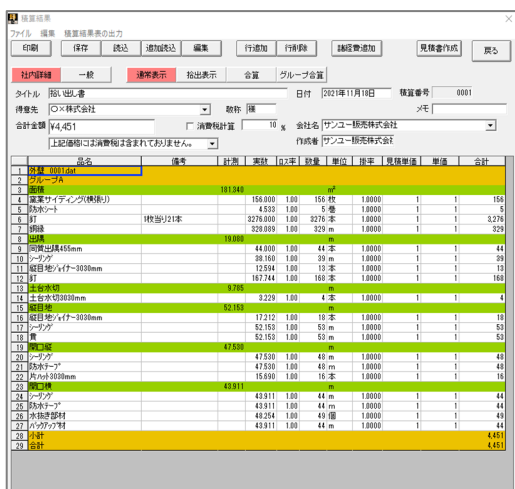 積算結果
ファイル 編集 積算結果表の出力
印刷 保存 読込 追加読込 編集 行追加 行削除 諸経費追加 見積書作成 戻る
社内詳細 一般 通常表示 拾出表示 合算 グループ合算
タイトル 拾い出し書 日付 2021年11月18日 積算番号 0001
得意先 ○×株式会社 敬称 様 メモ
合計金額 ¥4,451 消費税計算 10 % 会社名 サンユー販売株式会社
上記価格には消費税は含まれておりません。 作成者 サンユー販売株式会
品名 備考 計測 実数 ロス率 数量 単位 掛率 見積単価 単価 合計
1 外壁 0001.dat
2 グループA
3 面積 181.340 m²
4 窯業サイディング(横張り) 156.000 1.00 156 枚 1.0000 1 1 156
5 防水シート 4.533 1.00 5 巻 1.0000 1 1 5
6 釘 1枚当り21本 3276.000 1.00 3276 本 1.0000 1 1 3,276
7 胴縁 328.089 1.00 329 m 1.0000 1 1 329
8 出隅 19.080 m
9 同質出隅455mm 44.000 1.00 44 本 1.0000 1 1 44
10 シーリング 38.160 1.00 39 m 1.0000 1 1 39
11 縦目地ジョイナー3030mm 12.594 1.00 13 本 1.0000 1 1 13
12 釘 167.744 1.00 168 本 1.0000 1 1 168
13 土台水切 9.785 m
14 土台水切3030mm 3.229 1.00 4 本 1.0000 1 1 4
15 縦目地 52.153 m
16 縦目地ジョイナー3030mm 17.212 1.00 18 本 1.0000 1 1 18
17 シーリング 52.153 1.00 53 m 1.0000 1 1 53
18 貫 52.153 1.00 53 m 1.0000 1 1 53
19 開口縦 47.530 m
20 シーリング 47.530 1.00 48 m 1.0000 1 1 48
21 防水テープ 47.530 1.00 48 m 1.0000 1 1 48
22 片ハット3030mm 15.690 1.00 16 本 1.0000 1 1 16
23 開口横 43.911 m
24 シーリング 43.911 1.00 44 m 1.0000 1 1 44
25 防水テープ 43.911 1.00 44 m 1.0000 1 1 44
26 水抜き部材 48.254 1.00 49 個 1.0000 1 1 49
27 バックアップ材 43.911 1.00 44 m 1.0000 1 1 44
28 小計 4,451
29 合計 4,451